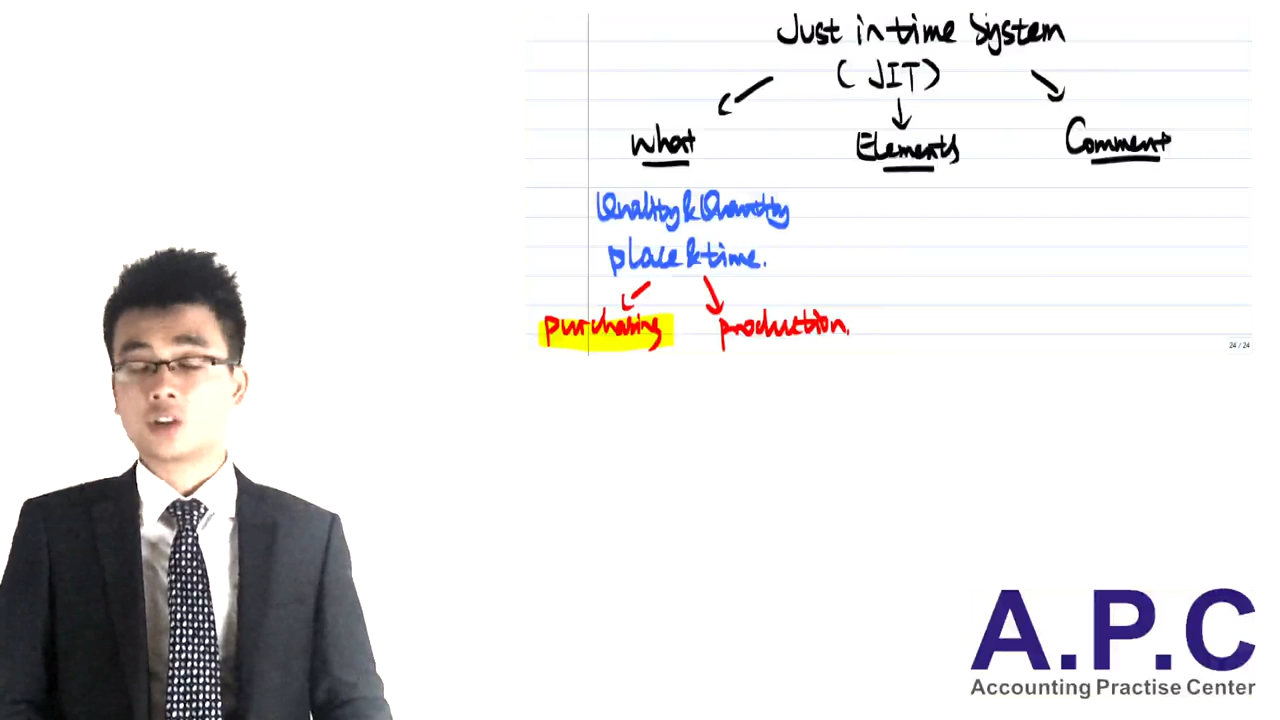 Just in time System
(JIT)
What Elements Comment
Quality & Quantity
place & time.
purchasing production.
24 / 24
A.P.C
Accounting Practise Center